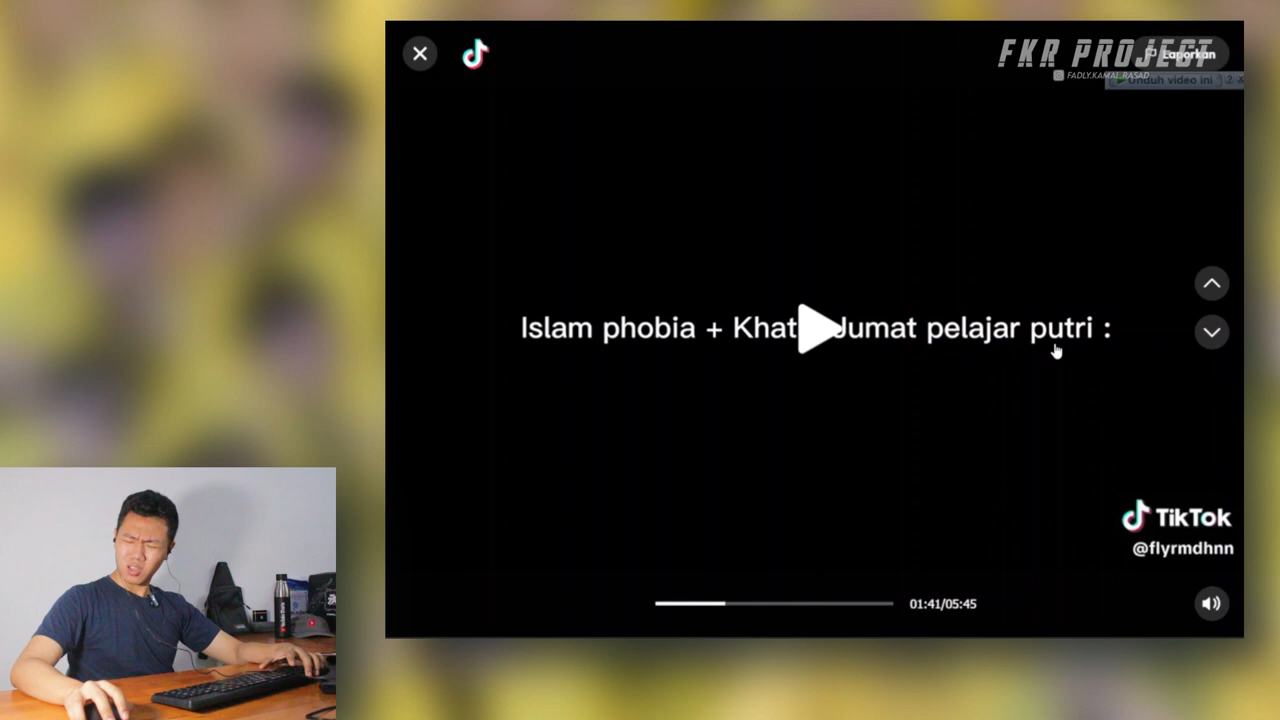 FKR PROJECT
Laporkan
FADLY.KAMAL.RASAD
Unduh video ini
Islam phobia + Khat Jumat pelajar putri :
TikTok
@flyrmdhnn
01:41/05:45